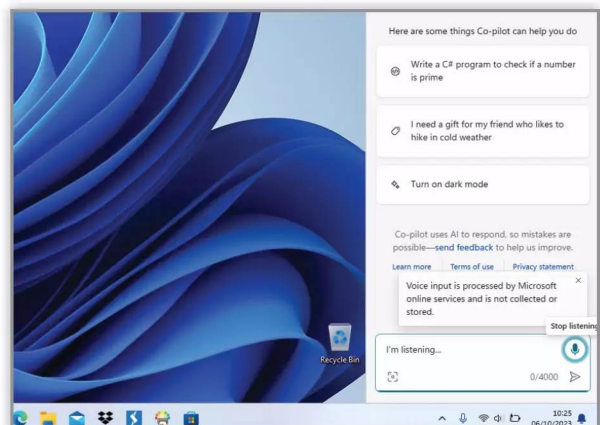 Here are some things Co-pilot can help you do
Write a C# program to check if a number
is prime
I need a gift for my friend who likes to
hike in cold weather
Turn on dark mode
Co-pilot uses AI to respond, so mistakes are
possible—send feedback to help us improve.
Learn more Terms of use Privacy statement
Voice input is processed by Microsoft
online services and is not collected or
stored.
Stop listening
Recycle Bin
I'm listening...
0/4000
10:25
06/10/2023